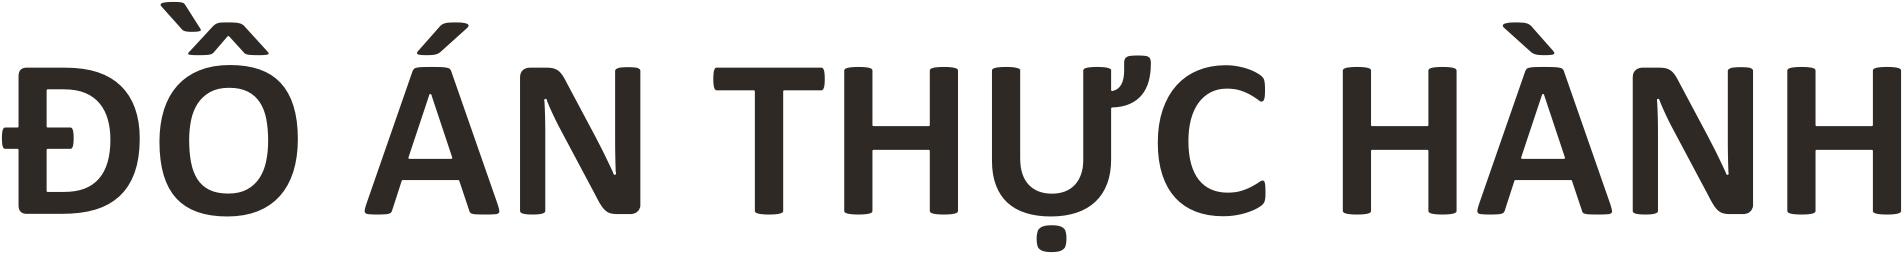 ĐỒ ÁN THỰC HÀNH